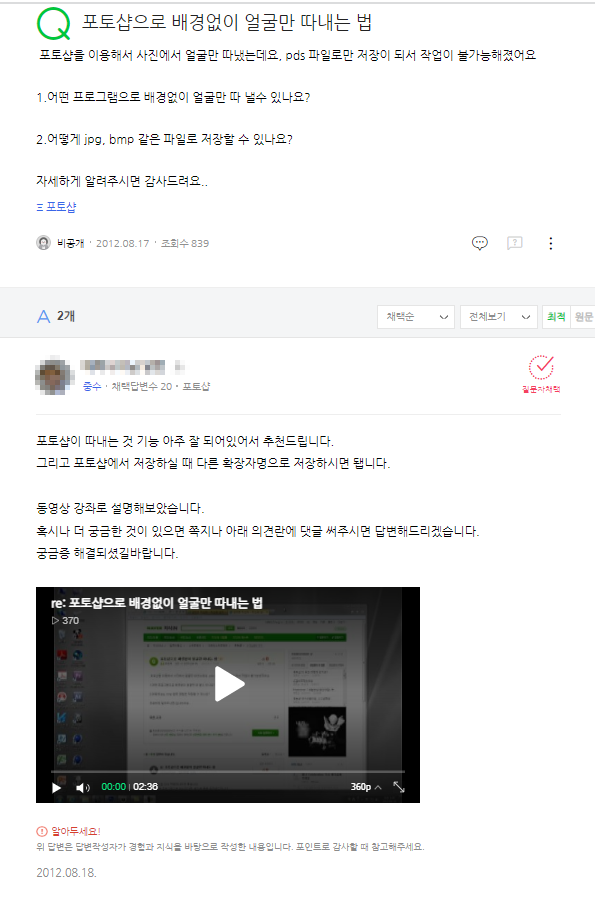 Q 포토샵으로 배경없이 얼굴만 따내는 법
포토샵을 이용해서 사진에서 얼굴만 따냈는데요, pds 파일로만 저장이 되서 작업이 불가능해졌어요
1.어떤 프로그램으로 배경없이 얼굴만 따 낼수 있나요?
2.어떻게 jpg, bmp 같은 파일로 저장할 수 있나요?
자세하게 알려주시면 감사드려요..
포토샵
비공개 · 2012.08.17 · 조회수 839
A 2개
채택순 전체보기 최적 원문
질문자채택
중수 · 채택답변수 20 · 포토샵
포토샵이 따내는 것 기능 아주 잘 되어있어서 추천드립니다.
그리고 포토샵에서 저장하실 때 다른 확장자명으로 저장하시면 됍니다.
동영상 강좌로 설명해보았습니다.
혹시나 더 궁금한 것이 있으면 쪽지나 아래 의견란에 댓글 써주시면 답변해드리겠습니다.
궁금증 해결되셨길바랍니다.
re: 포토샵으로 배경없이 얼굴만 따내는 법
370
00:00 | 02:36 360p
알아두세요!
위 답변은 답변작성자가 경험과 지식을 바탕으로 작성한 내용입니다. 포인트로 감사할 때 참고해주세요.
2012.08.18.